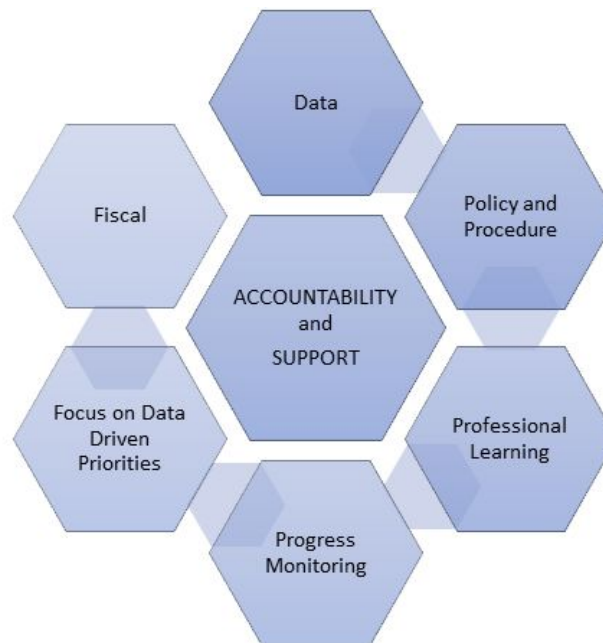 Data
Policy and
Procedure
Fiscal
ACCOUNTABILITY
and
SUPPORT
Professional
Learning
Focus on Data
Driven
Priorities
Progress
Monitoring